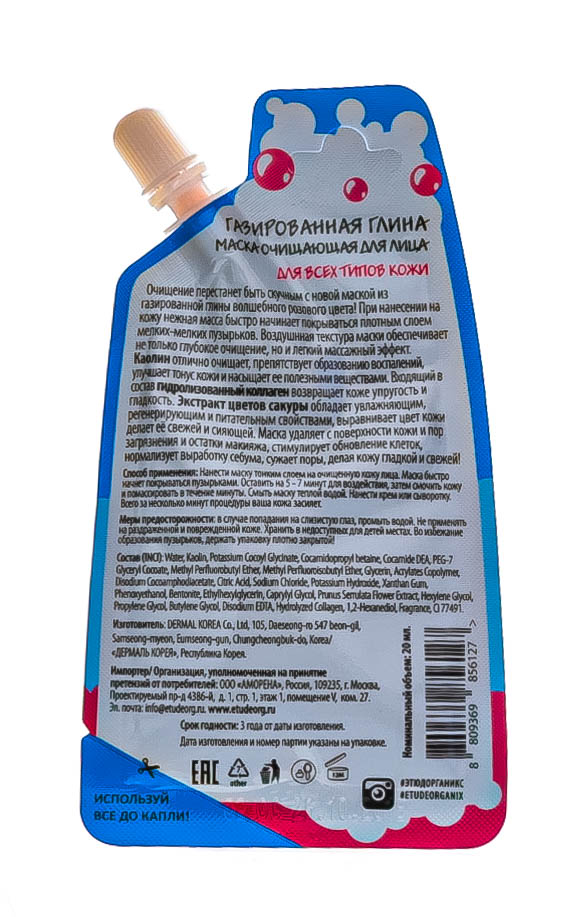 ГАЗИРОВАННАЯ ГЛИНА
МАСКА ОЧИЩАЮЩАЯ ДЛЯ ЛИЦА
ДЛЯ ВСЕХ ТИПОВ КОЖИ
Очищение перестанет быть скучным с новой маской из
газированной глины волшебного розового цвета! При нанесении на
кожу нежная масса быстро начинает покрываться плотным слоем
мелких-мелких пузырьков. Воздушная текстура маски обеспечивает
не только глубокое очищение, но и легкий массажный эффект.
Каолин отлично очищает, препятствует образованию воспалений,
улучшает тонус кожи и насыщает ее полезными веществами. Входящий в
состав гидролизованный коллаген возвращает коже упругость и
гладкость. Экстракт цветов сакуры обладает увлажняющим,
регенерирующим и питательным свойствами, выравнивает цвет кожи
делает её свежей и сияющей. Маска удаляет с поверхности кожи и пор
загрязнения и остатки макияжа, стимулирует обновление клеток,
нормализует выработку себума, сужает поры, делая кожу гладкой и свежей!
Способ применения: Нанести маску тонким слоем на очищенную кожу лица. Маска быстро
начнет покрываться пузырьками. Оставить на 5 - 7 минут для воздействия, затем смочить кожу
и помассировать в течение минуты. Смыть маску теплой водой. Нанести крем или сыворотку.
Всего за несколько минут процедуры ваша кожа засияет.
Меры предосторожности: в случае попадания на слизистую глаз, промыть водой. Не применять
на раздраженной и поврежденной коже. Хранить в недоступных для детей местах. Во избежание
образования пузырьков, держать упаковку плотно закрытой!
Состав (INCI): Water, Kaolin, Potassium Cocoyl Glycinate, Cocamidopropyl betaine, Cocamide DEA, PEG-7
Glyceryl Cocoate, Methyl Perfluorobutyl Ether, Methyl Perfluoroisobutyl Ether, Glycerin, Acrylates Copolymer,
Disodium Cocoamphodiacetate, Citric Acid, Sodium Chloride, Potassium Hydroxide, Xanthan Gum,
Phenoxyethanol, Bentonite, Ethylhexylglycerin, Caprylyl Glycol, Prunus Serrulata Flower Extract, Hexylene Glycol,
Propylene Glycol, Butylene Glycol, Disodium EDTA, Hydrolyzed Collagen, 1,2-Hexanediol, Fragrance, CI 77491.
Изготовитель: DERMAL KOREA Co., Ltd, 105, Daeseong-ro 547 beon-gil,
Samseong-myeon, Eumseong-gun, Chungcheongbuk-do, Korea/
«ДЕРМАЛЬ КОРЕЯ», Республика Корея.
Импортер/ Организация, уполномоченная на принятие
претензий от потребителей: ООО «АМОРЕНА», Россия, 109235, г. Москва,
Проектируемый пр-д 4386-й, д. 1, стр. 1, этаж 1, помещение V, ком. 27.
Эл. почта: info@etudeorg.ru, www.etudeorg.ru
Срок годности: 3 года от даты изготовления.
Дата изготовления и номер партии указаны на упаковке.
Номинальный объем: 20 мл.
8 809369 856127 >
ИСПОЛЬЗУЙ
ВСЕ ДО КАПЛИ!
EAC
other
12M
#ЭТЮДОРГАНИКС
#ETUDEORGANIX